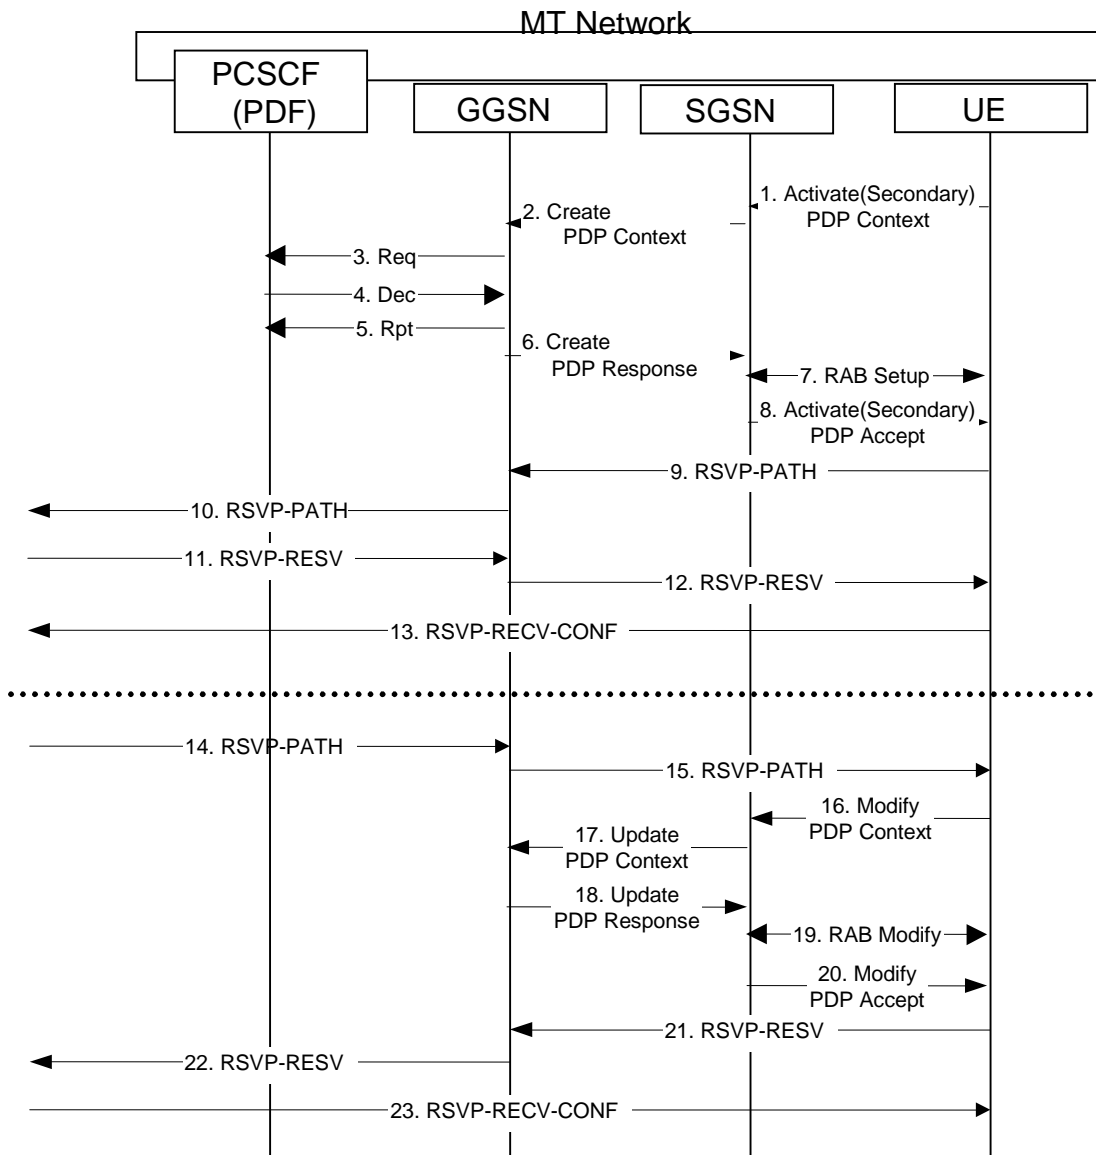 MT Network
PCSCF
(PDF)
GGSN
SGSN
UE
1. Activate(Secondary)
PDP Context
2. Create
PDP Context
3. Req
4. Dec
5. Rpt
6. Create
PDP Response
7. RAB Setup
8. Activate(Secondary)
PDP Accept
9. RSVP-PATH
10. RSVP-PATH
11. RSVP-RESV
12. RSVP-RESV
13. RSVP-RECV-CONF
14. RSVP-PATH
15. RSVP-PATH
16. Modify
PDP Context
17. Update
PDP Context
18. Update
PDP Response
19. RAB Modify
20. Modify
PDP Accept
21. RSVP-RESV
22. RSVP-RESV
23. RSVP-RECV-CONF